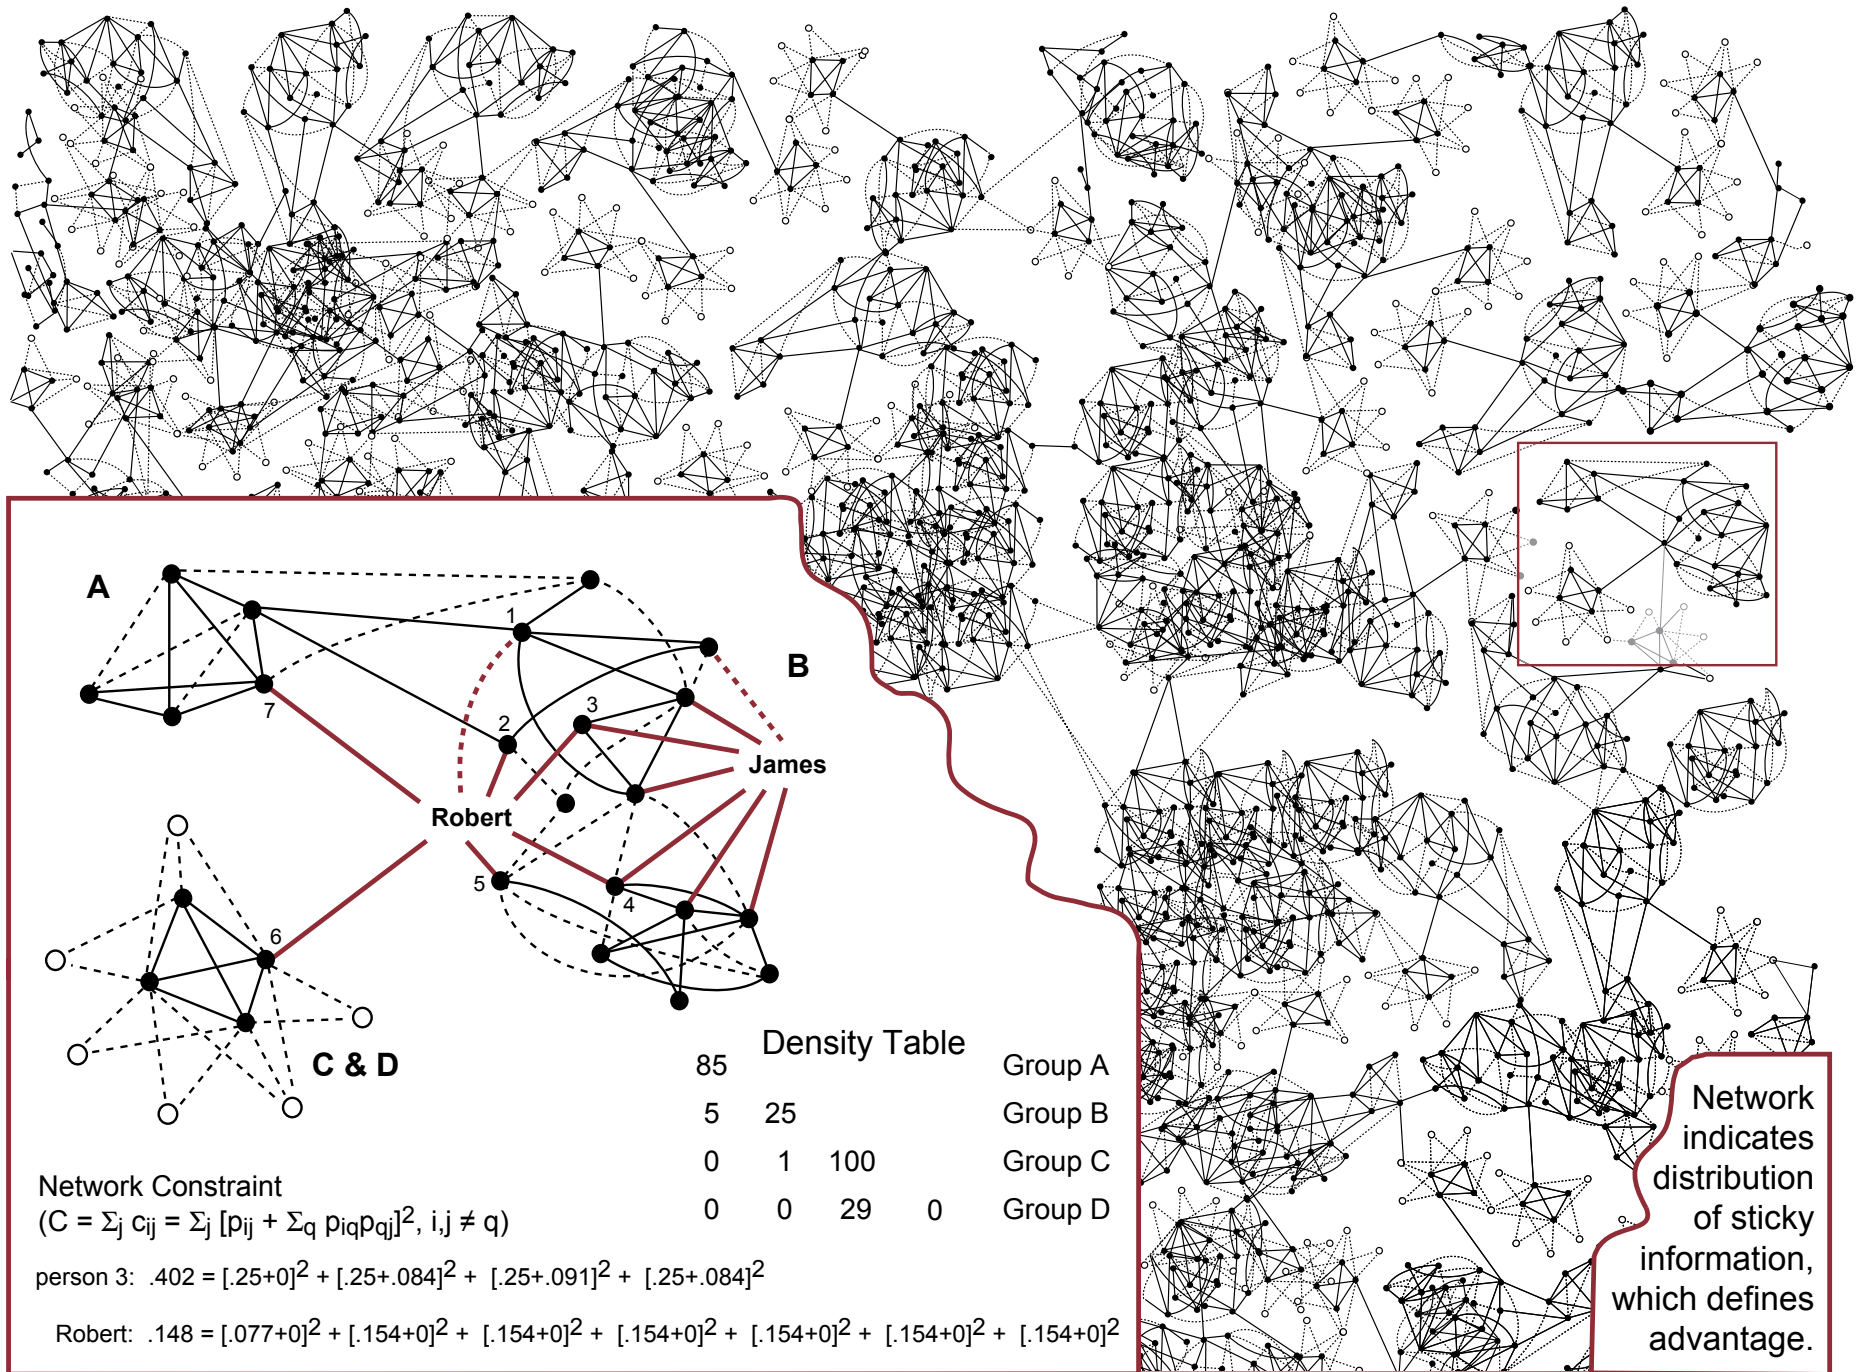 A
1
B
7
2
3
James
Robert
5
4
6
C & D
Density Table
85 Group A
5 25 Group B
0 1 100 Group C
0 0 29 0 Group D
Network Constraint
(C = Σj cij = Σj [pij + Σq piqpqj]2, i,j ≠ q)
person 3: .402 = [.25+0]2 + [.25+.084]2 + [.25+.091]2 + [.25+.084]2
Robert: .148 = [.077+0]2 + [.154+0]2 + [.154+0]2 + [.154+0]2 + [.154+0]2 + [.154+0]2 + [.154+0]2
Network
indicates
distribution
of sticky
information,
which defines
advantage.